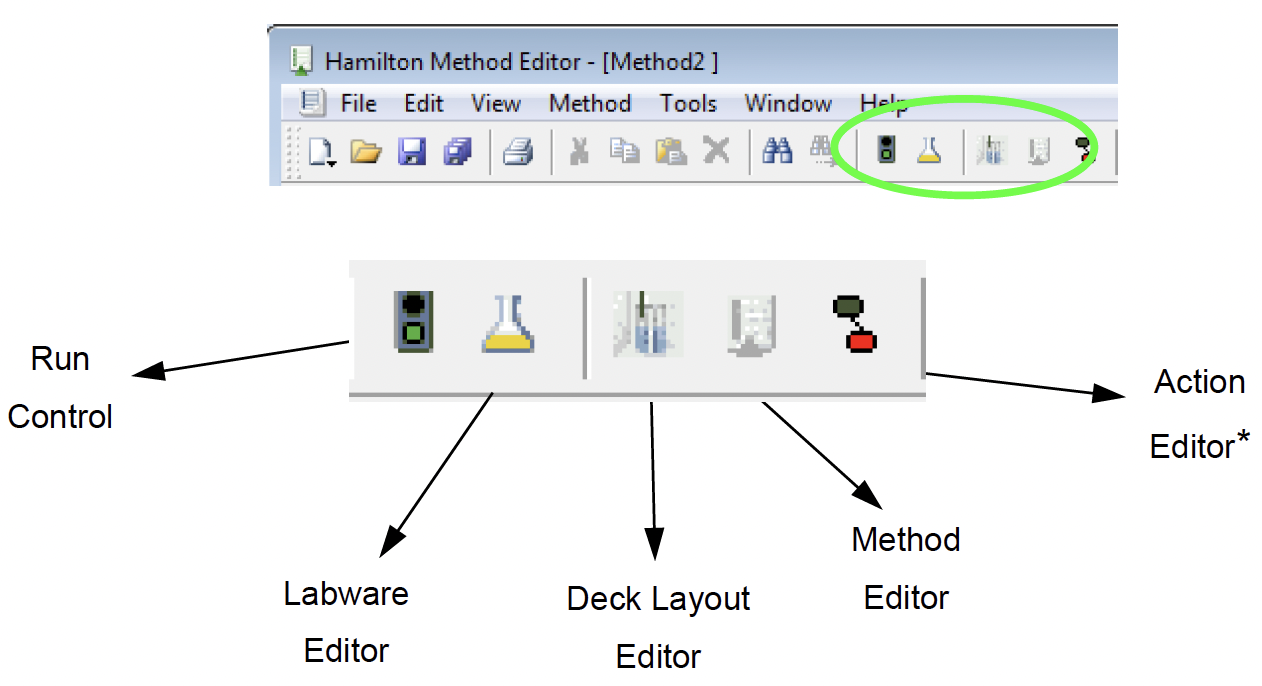 Hamilton Method Editor - [Method2 ]
File Edit View Method Tools Window Help
Run
Control
Labware
Editor
Deck Layout
Editor
Method
Editor
Action
Editor*